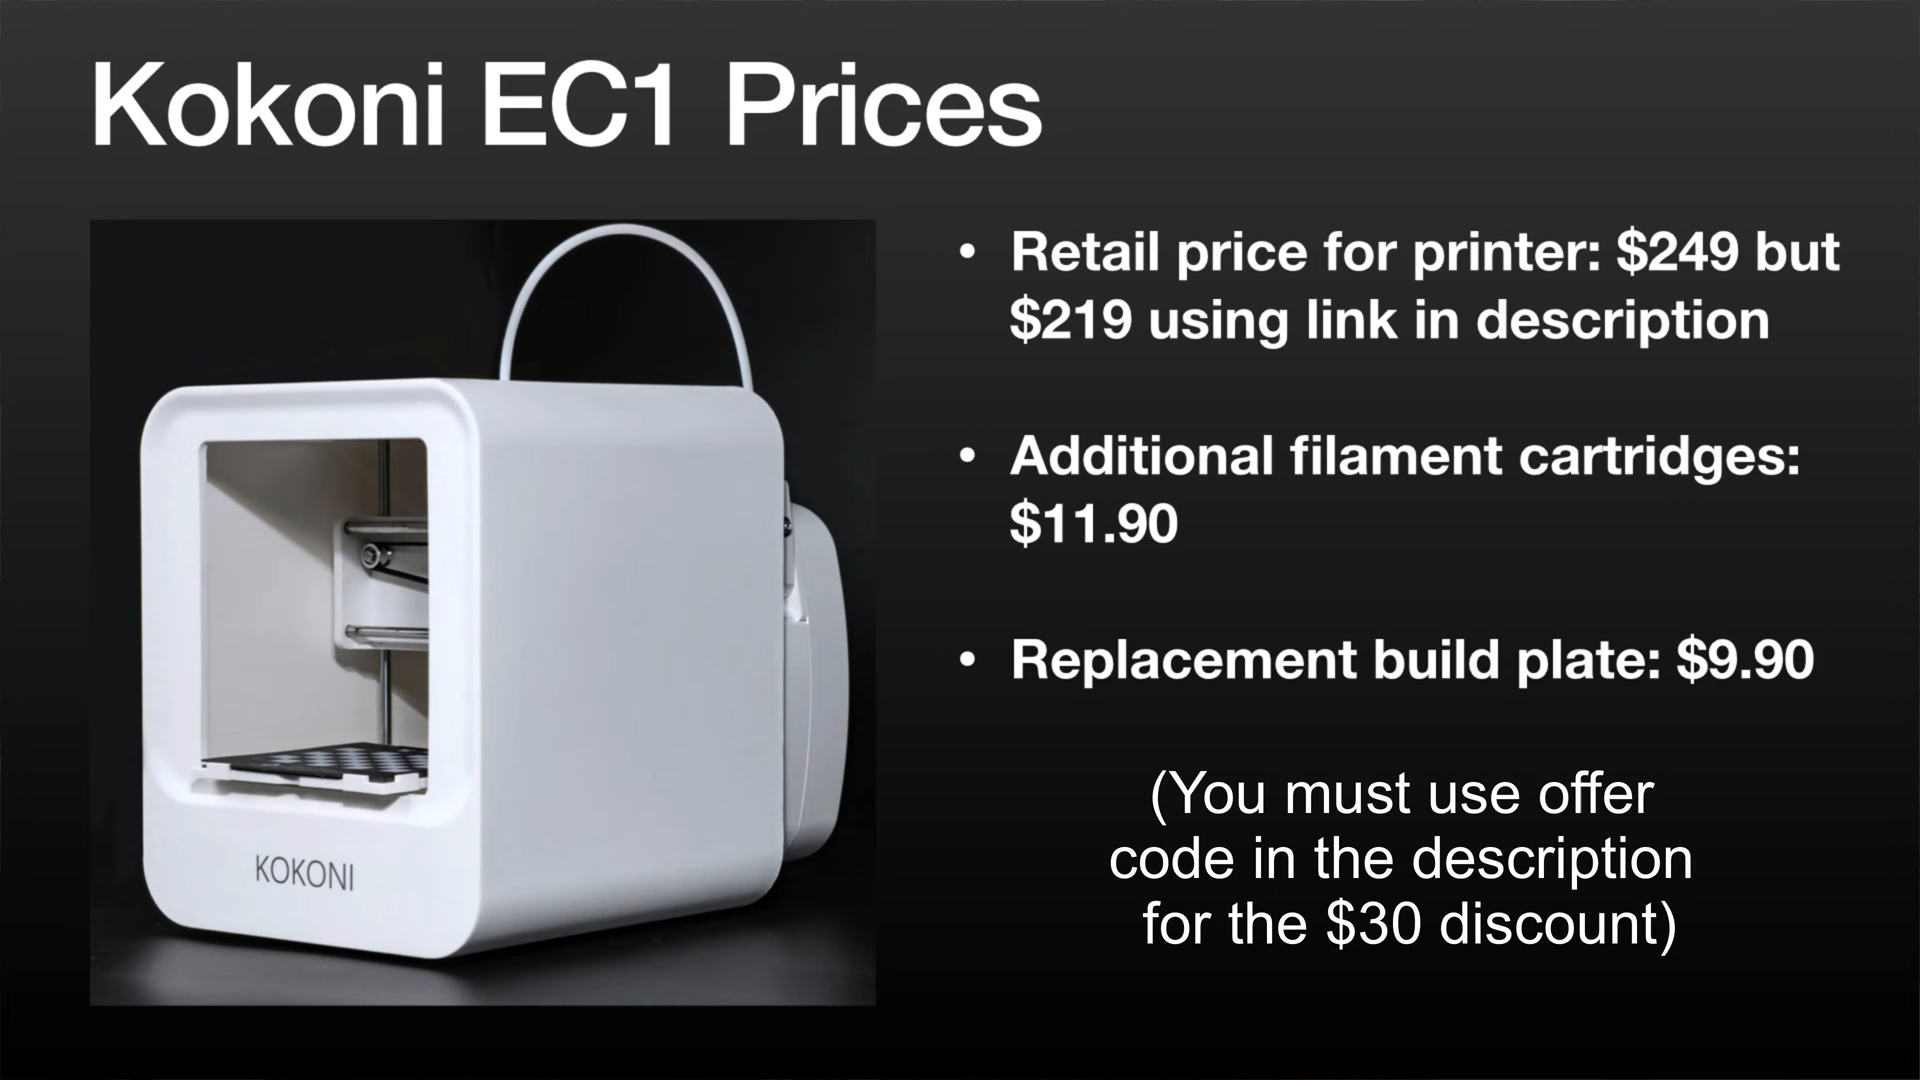 Kokoni EC1 Prices
• Retail price for printer: $249 but
$219 using link in description
• Additional filament cartridges:
$11.90
• Replacement build plate: $9.90
(You must use offer
code in the description
for the $30 discount)
KOKONI